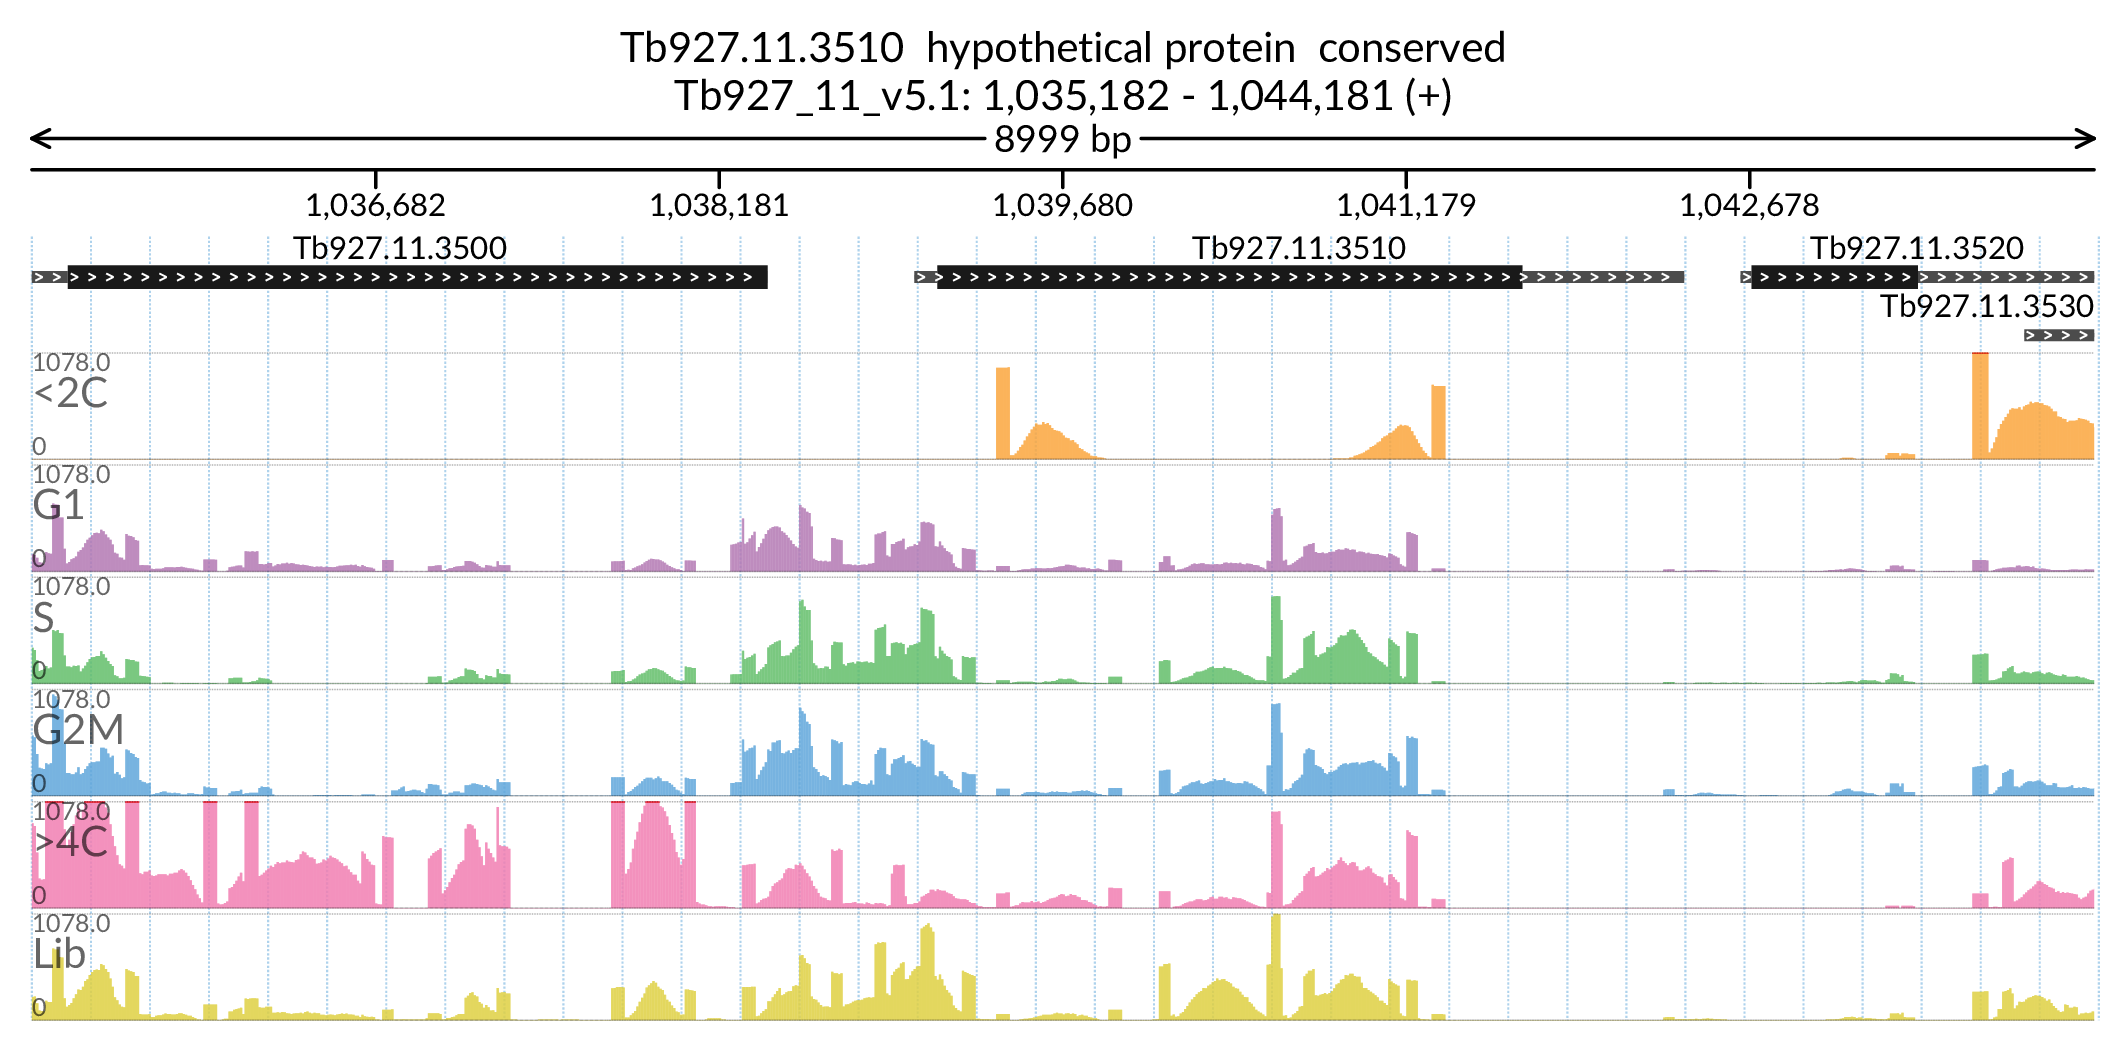 Tb927.11.3510 hypothetical protein conserved
Tb927_11_v5.1: 1,035,182 - 1,044,181 (+)
8999 bp
1,036,682 1,038,181 1,039,680 1,041,179 1,042,678
Tb927.11.3500 Tb927.11.3510 Tb927.11.3520
Tb927.11.3530
1078.0
<2C
0
1078.0
G1
0
1078.0
S
0
1078.0
G2M
0
1078.0
>4C
0
1078.0
Lib
0